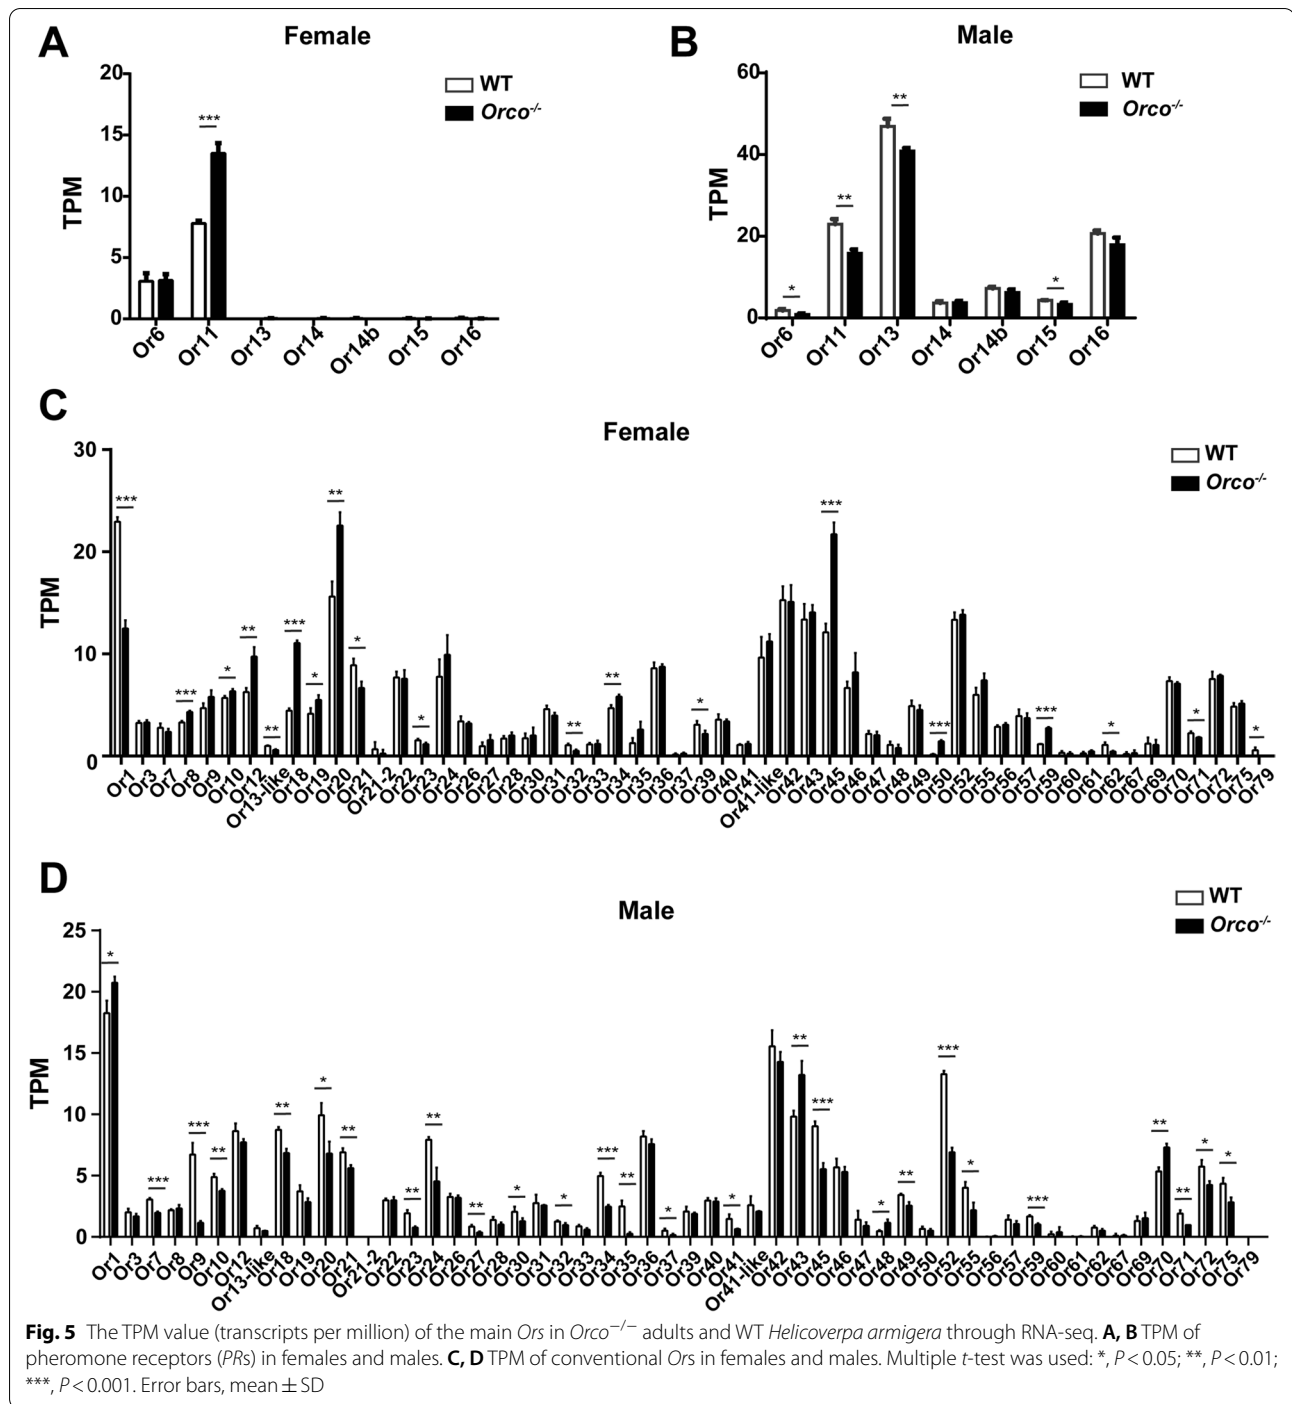 A
Female
WT
Orco-/-
TPM
20
15
10
5
0
***
Or6
Or11
Or13
Or14
Or14b
Or15
Or16
B
Male
WT
Orco-/-
TPM
60
40
20
0
*
**
**
*
Or6
Or11
Or13
Or14
Or14b
Or15
Or16
C
Female
WT
Orco-/-
TPM
30
20
10
0
***
***
*
**
**
***
*
**
*
*
**
**
*
***
***
***
*
*
*
Or1
Or3
Or7
Or8
Or9
Or10
Or12
Or13-like
Or18
Or19
Or20
Or21
Or21-2
Or22
Or23
Or24
Or26
Or27
Or28
Or30
Or31
Or32
Or33
Or34
Or35
Or36
Or37
Or39
Or40
Or41
Or41-like
Or42
Or43
Or45
Or46
Or47
Or48
Or49
Or50
Or52
Or55
Or56
Or57
Or59
Or60
Or61
Or62
Or67
Or69
Or70
Or71
Or72
Or75
Or79
D
Male
WT
Orco-/-
TPM
25
20
15
10
5
0
*
***
***
**
**
*
**
**
**
**
*
*
***
**
*
*
**
***
*
**
***
*
***
**
**
*
*
Or1
Or3
Or7
Or8
Or9
Or10
Or12
Or13-like
Or18
Or19
Or20
Or21
Or21-2
Or22
Or23
Or24
Or26
Or27
Or28
Or30
Or31
Or32
Or33
Or34
Or35
Or36
Or37
Or39
Or40
Or41
Or41-like
Or42
Or43
Or45
Or46
Or47
Or48
Or49
Or50
Or52
Or55
Or56
Or57
Or59
Or60
Or61
Or62
Or67
Or69
Or70
Or71
Or72
Or75
Or79
Fig. 5 The TPM value (transcripts per million) of the main Ors in Orco−/− adults and WT Helicoverpa armigera through RNA-seq. A, B TPM of
pheromone receptors (PRs) in females and males. C, D TPM of conventional Ors in females and males. Multiple t-test was used: *, P < 0.05; **, P < 0.01;
***, P < 0.001. Error bars, mean ± SD